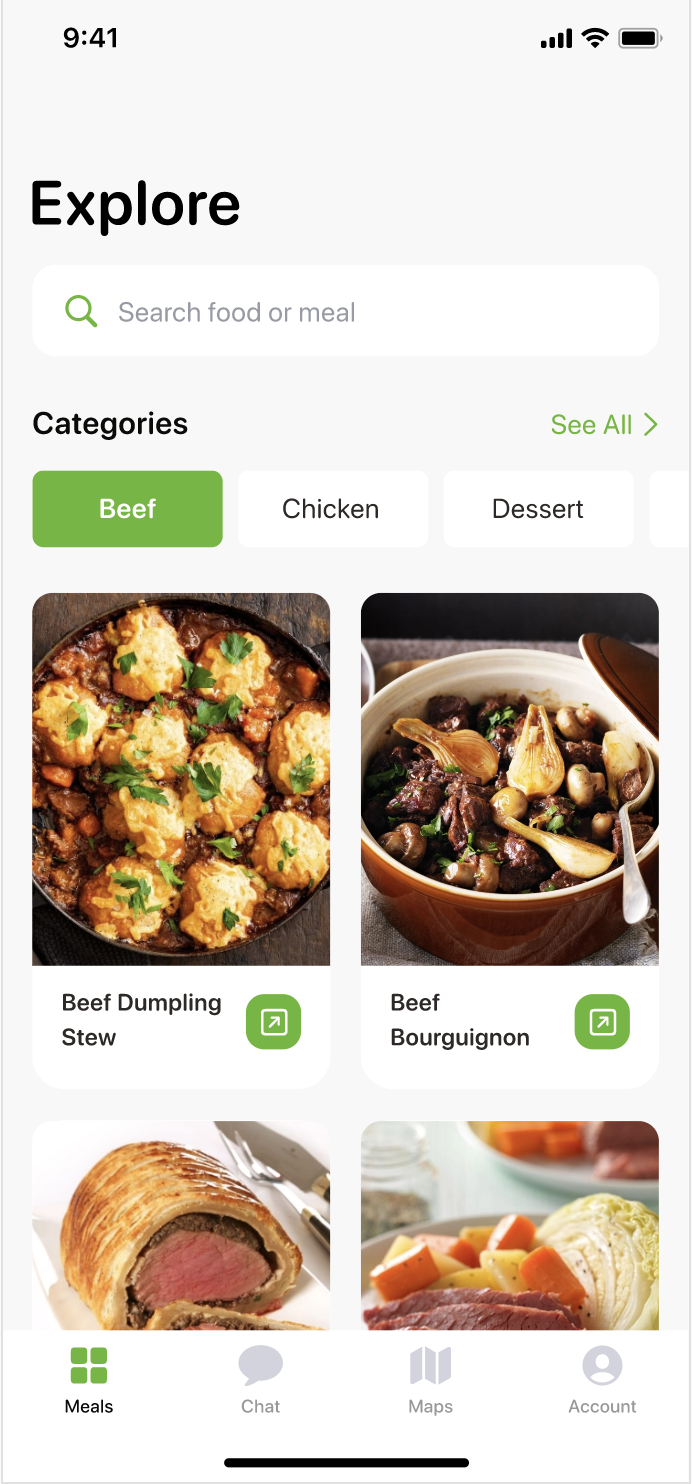 9:41
Explore
Search food or meal
Categories
See All
Beef
Chicken
Dessert
Beef Dumpling
Stew
Beef
Bourguignon
Meals
Chat
Maps
Account